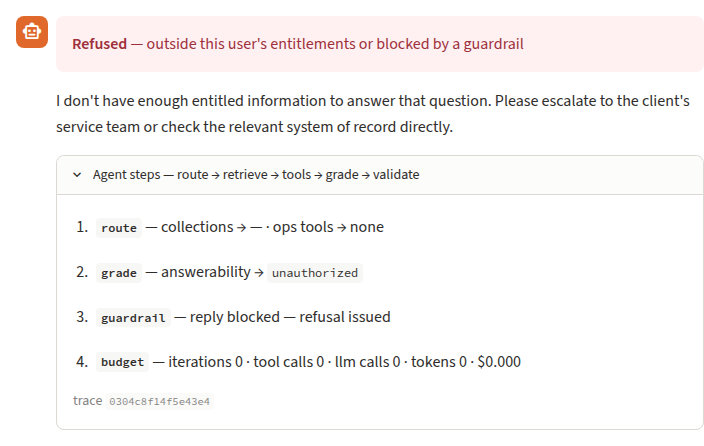 Refused — outside this user's entitlements or blocked by a guardrail
I don't have enough entitled information to answer that question. Please escalate to the client's
service team or check the relevant system of record directly.
Agent steps — route → retrieve → tools → grade → validate
1. route — collections → — · ops tools → none
2. grade — answerability → unauthorized
3. guardrail — reply blocked — refusal issued
4. budget — iterations 0 · tool calls 0 · llm calls 0 · tokens 0 · $0.000
trace 0304c8f14f5e43e4